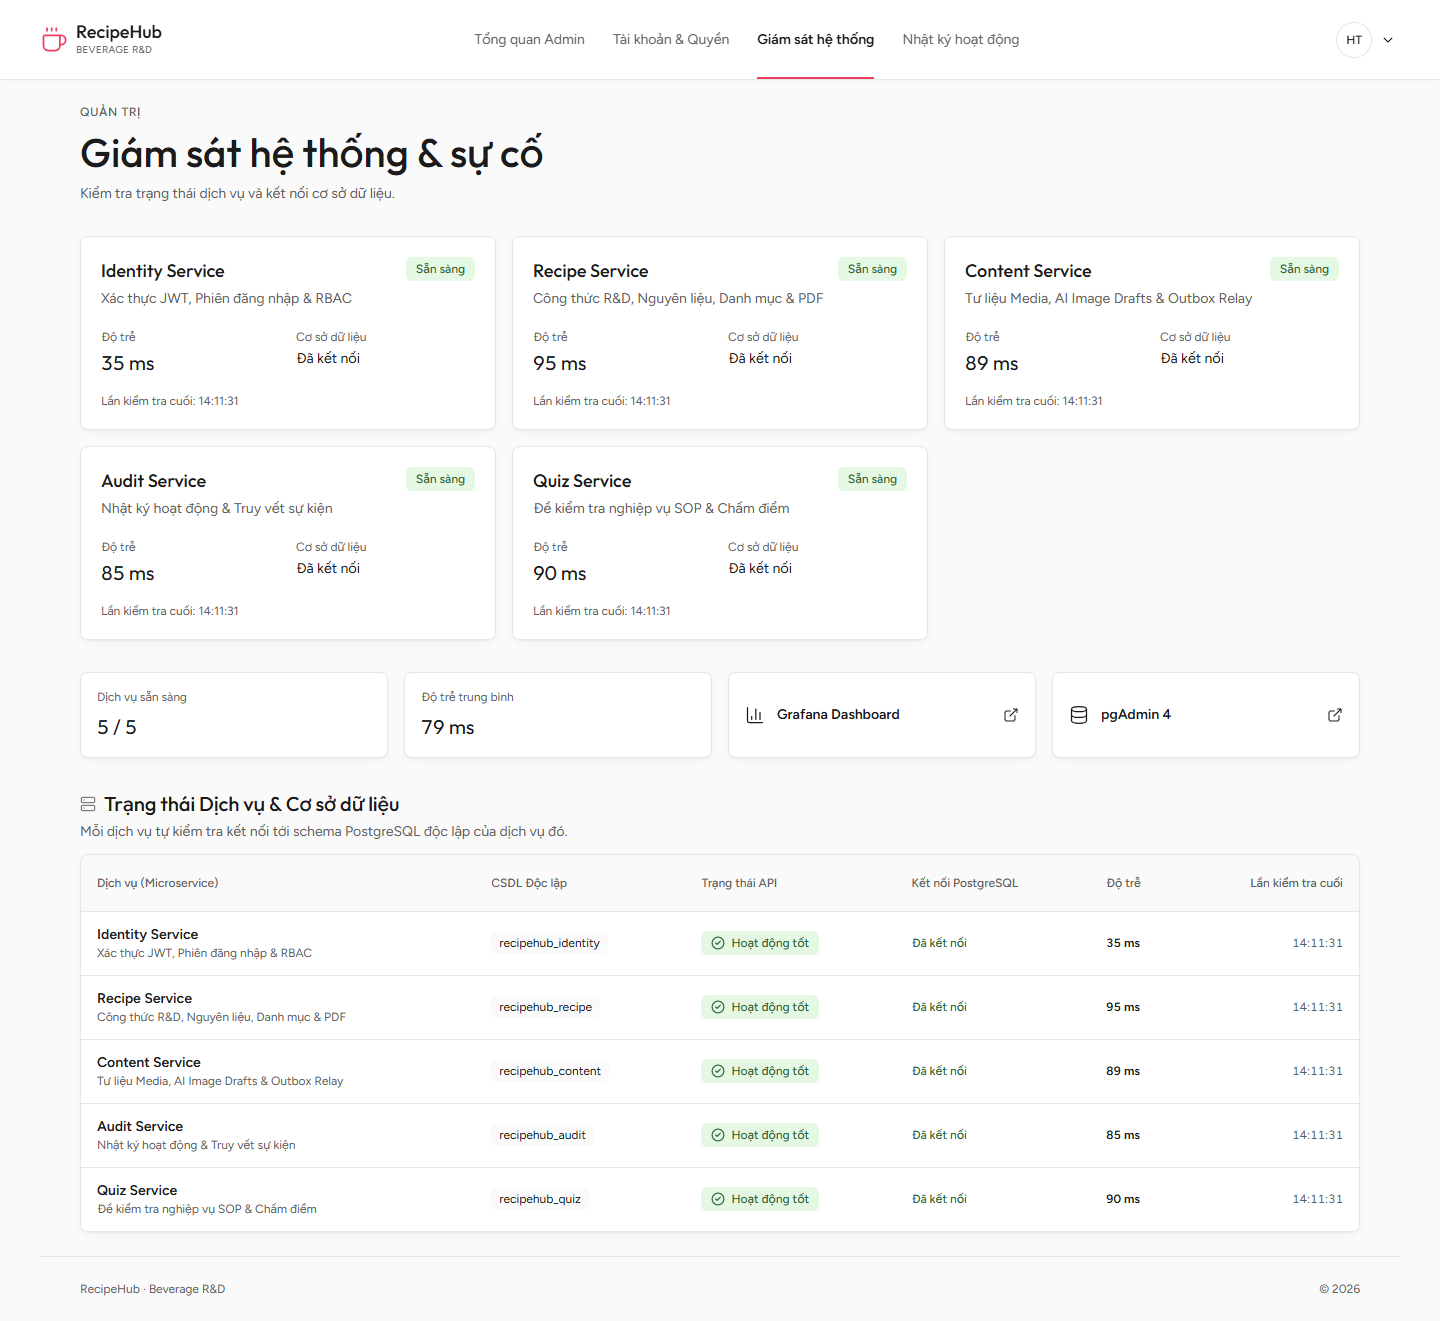 RecipeHub
BEVERAGE R&D
Tổng quan Admin
Tài khoản & Quyền
Giám sát hệ thống
Nhật ký hoạt động
HT
QUẢN TRỊ
Giám sát hệ thống & sự cố
Kiểm tra trạng thái dịch vụ và kết nối cơ sở dữ liệu.
Identity Service
Sẵn sàng
Xác thực JWT, Phiên đăng nhập & RBAC
Độ trễ
Cơ sở dữ liệu
35 ms
Đã kết nối
Lần kiểm tra cuối: 14:11:31
Recipe Service
Sẵn sàng
Công thức R&D, Nguyên liệu, Danh mục & PDF
Độ trễ
Cơ sở dữ liệu
95 ms
Đã kết nối
Lần kiểm tra cuối: 14:11:31
Content Service
Sẵn sàng
Tư liệu Media, AI Image Drafts & Outbox Relay
Độ trễ
Cơ sở dữ liệu
89 ms
Đã kết nối
Lần kiểm tra cuối: 14:11:31
Audit Service
Sẵn sàng
Nhật ký hoạt động & Truy vết sự kiện
Độ trễ
Cơ sở dữ liệu
85 ms
Đã kết nối
Lần kiểm tra cuối: 14:11:31
Quiz Service
Sẵn sàng
Đề kiểm tra nghiệp vụ SOP & Chấm điểm
Độ trễ
Cơ sở dữ liệu
90 ms
Đã kết nối
Lần kiểm tra cuối: 14:11:31
Dịch vụ sẵn sàng
5 / 5
Độ trễ trung bình
79 ms
Grafana Dashboard
pgAdmin 4
Trạng thái Dịch vụ & Cơ sở dữ liệu
Mỗi dịch vụ tự kiểm tra kết nối tới schema PostgreSQL độc lập của dịch vụ đó.
Dịch vụ (Microservice)
CSDL Độc lập
Trạng thái API
Kết nối PostgreSQL
Độ trễ
Lần kiểm tra cuối
Identity Service
Xác thực JWT, Phiên đăng nhập & RBAC
recipehub_identity
Hoạt động tốt
Đã kết nối
35 ms
14:11:31
Recipe Service
Công thức R&D, Nguyên liệu, Danh mục & PDF
recipehub_recipe
Hoạt động tốt
Đã kết nối
95 ms
14:11:31
Content Service
Tư liệu Media, AI Image Drafts & Outbox Relay
recipehub_content
Hoạt động tốt
Đã kết nối
89 ms
14:11:31
Audit Service
Nhật ký hoạt động & Truy vết sự kiện
recipehub_audit
Hoạt động tốt
Đã kết nối
85 ms
14:11:31
Quiz Service
Đề kiểm tra nghiệp vụ SOP & Chấm điểm
recipehub_quiz
Hoạt động tốt
Đã kết nối
90 ms
14:11:31
RecipeHub · Beverage R&D
© 2026